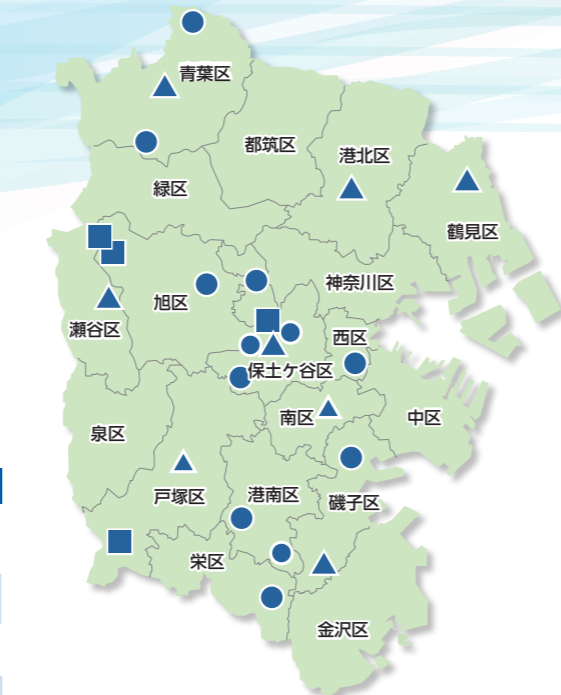 青葉区
都筑区
港北区
緑区
鶴見区
神奈川区
旭区
瀬谷区
西区
保土ケ谷区
南区
中区
泉区
戸塚区
港南区
磯子区
栄区
金沢区